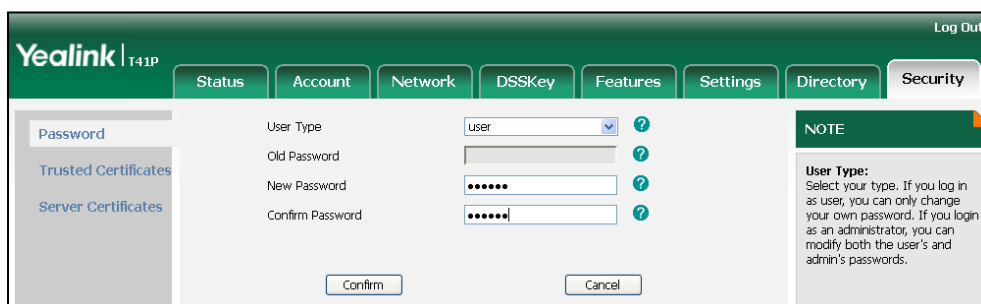 Log Out
Yealink T41P
Status Account Network DSSKey Features Settings Directory Security
Password
Trusted Certificates
Server Certificates
User Type user
Old Password
New Password ••••••
Confirm Password ••••••
Confirm Cancel
NOTE
User Type:
Select your type. If you log in
as user, you can only change
your own password. If you login
as an administrator, you can
modify both the user's and
admin's passwords.